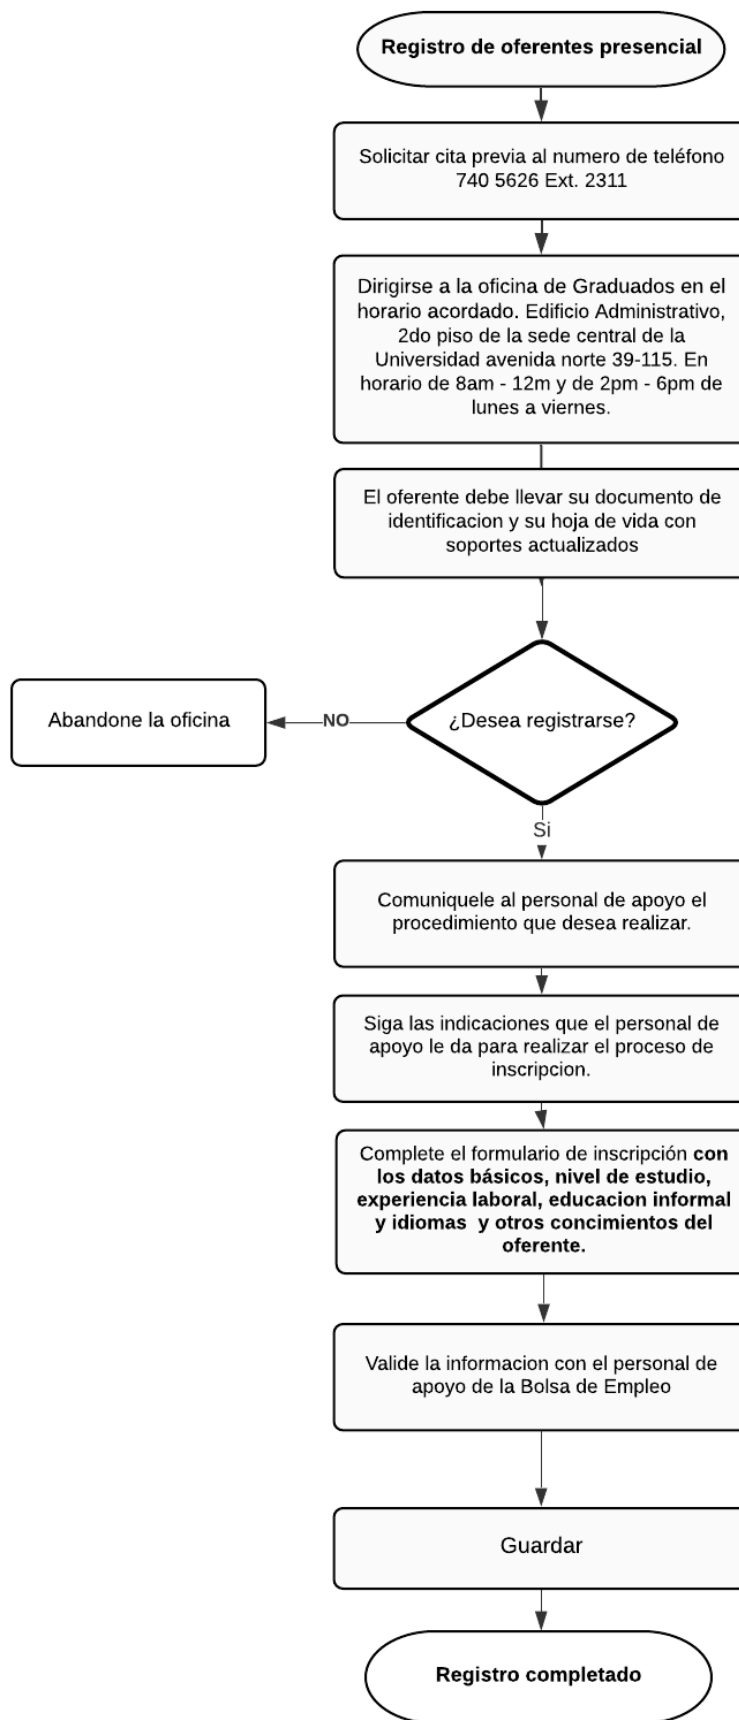 Registro de oferentes presencial
Solicitar cita previa al numero de teléfono
740 5626 Ext. 2311
Dirigirse a la oficina de Graduados en el
horario acordado. Edificio Administrativo,
2do piso de la sede central de la
Universidad avenida norte 39-115. En
horario de 8am - 12m y de 2pm - 6pm de
lunes a viernes.
El oferente debe llevar su documento de
identificacion y su hoja de vida con
soportes actualizados
¿Desea registrarse?
NO
Abandone la oficina
Si
Comuniquele al personal de apoyo el
procedimiento que desea realizar.
Siga las indicaciones que el personal de
apoyo le da para realizar el proceso de
inscripcion.
Complete el formulario de inscripción con
los datos básicos, nivel de estudio,
experiencia laboral, educacion informal
y idiomas y otros concimientos del
oferente.
Valide la informacion con el personal de
apoyo de la Bolsa de Empleo
Guardar
Registro completado